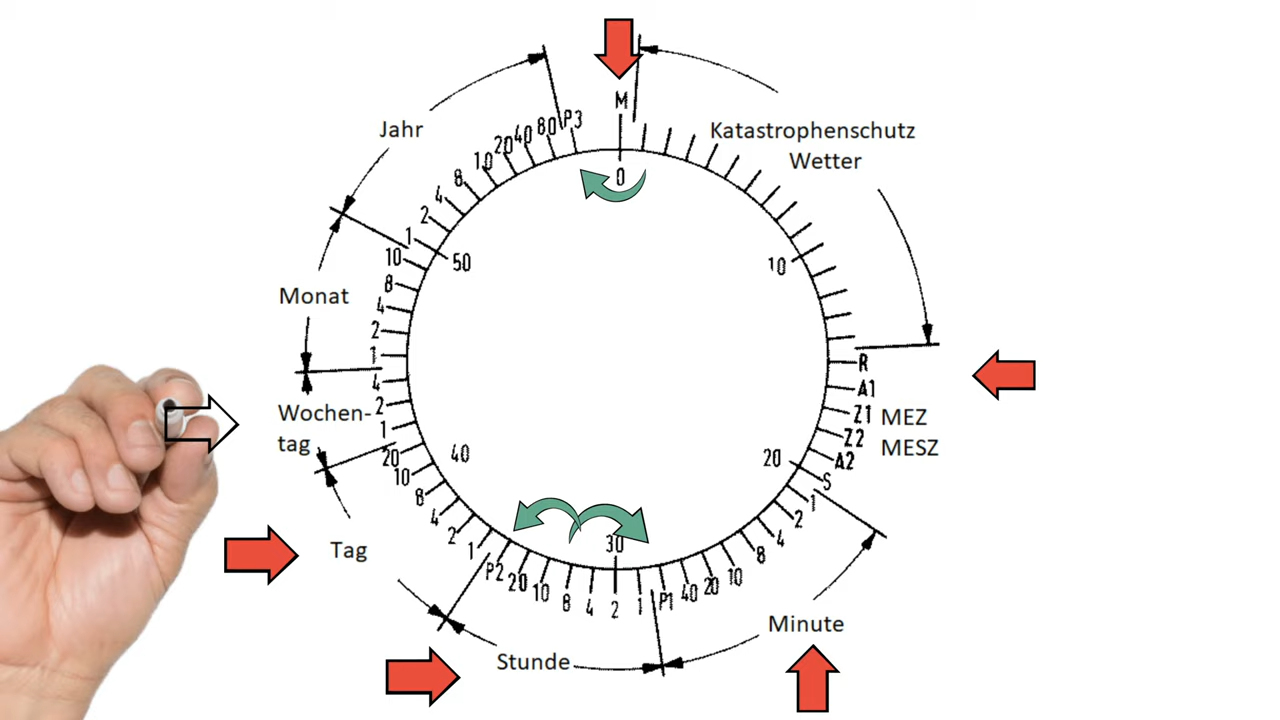 M
0
Katastrophenschutz
Wetter
10
R
A1
Z1
MEZ
Z2
MESZ
A2
20
S
1
2
4
8
10
20
40
P1
Minute
30
1
2
4
8
10
20
P2
Stunde
1
2
4
8
10
20
Tag
40
1
2
4
Wochen-
tag
1
2
4
8
10
Monat
50
1
2
4
8
10
20
40
80
P3
Jahr